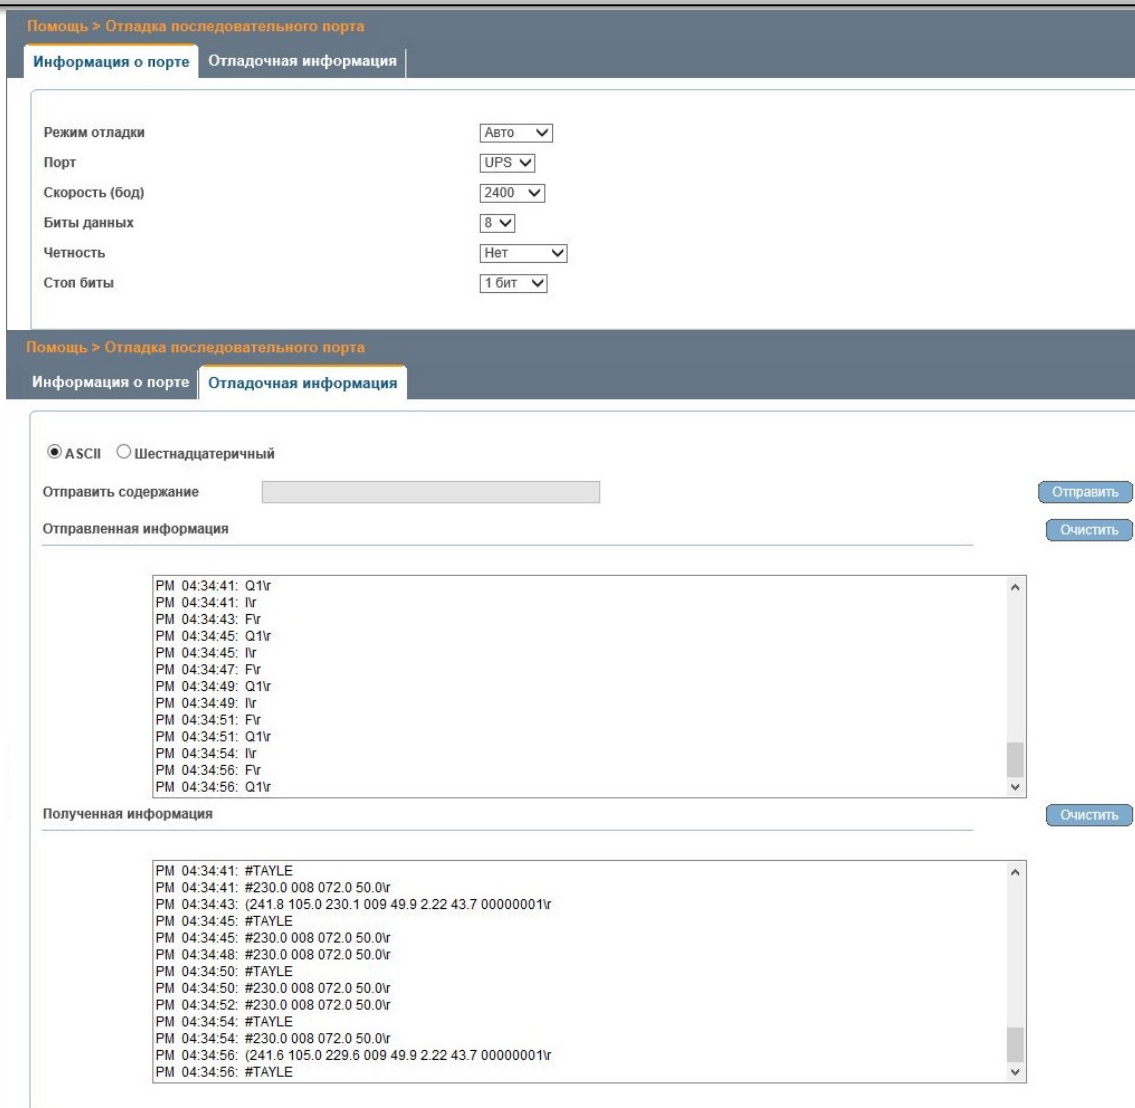 Помощь > Отладка последовательного порта
Информация о порте Отладочная информация
Режим отладки Авто
Порт UPS
Скорость (бод) 2400
Биты данных 8
Четность Нет
Стоп биты 1 бит
Помощь > Отладка последовательного порта
Информация о порте Отладочная информация
ASCII Шестнадцатеричный
Отправить содержание Отправить
Отправленная информация Очистить
PM 04:34:41: Q1\r
PM 04:34:41: I\r
PM 04:34:43: F\r
PM 04:34:45: Q1\r
PM 04:34:45: I\r
PM 04:34:47: F\r
PM 04:34:49: Q1\r
PM 04:34:49: I\r
PM 04:34:51: F\r
PM 04:34:51: Q1\r
PM 04:34:54: I\r
PM 04:34:56: F\r
PM 04:34:56: Q1\r
Полученная информация Очистить
PM 04:34:41: #TAYLE
PM 04:34:41: #230.0 008 072.0 50.0\r
PM 04:34:43: (241.8 105.0 230.1 009 49.9 2.22 43.7 00000001\r
PM 04:34:45: #TAYLE
PM 04:34:45: #230.0 008 072.0 50.0\r
PM 04:34:48: #230.0 008 072.0 50.0\r
PM 04:34:50: #TAYLE
PM 04:34:50: #230.0 008 072.0 50.0\r
PM 04:34:52: #230.0 008 072.0 50.0\r
PM 04:34:54: #TAYLE
PM 04:34:54: #230.0 008 072.0 50.0\r
PM 04:34:56: (241.6 105.0 229.6 009 49.9 2.22 43.7 00000001\r
PM 04:34:56: #TAYLE